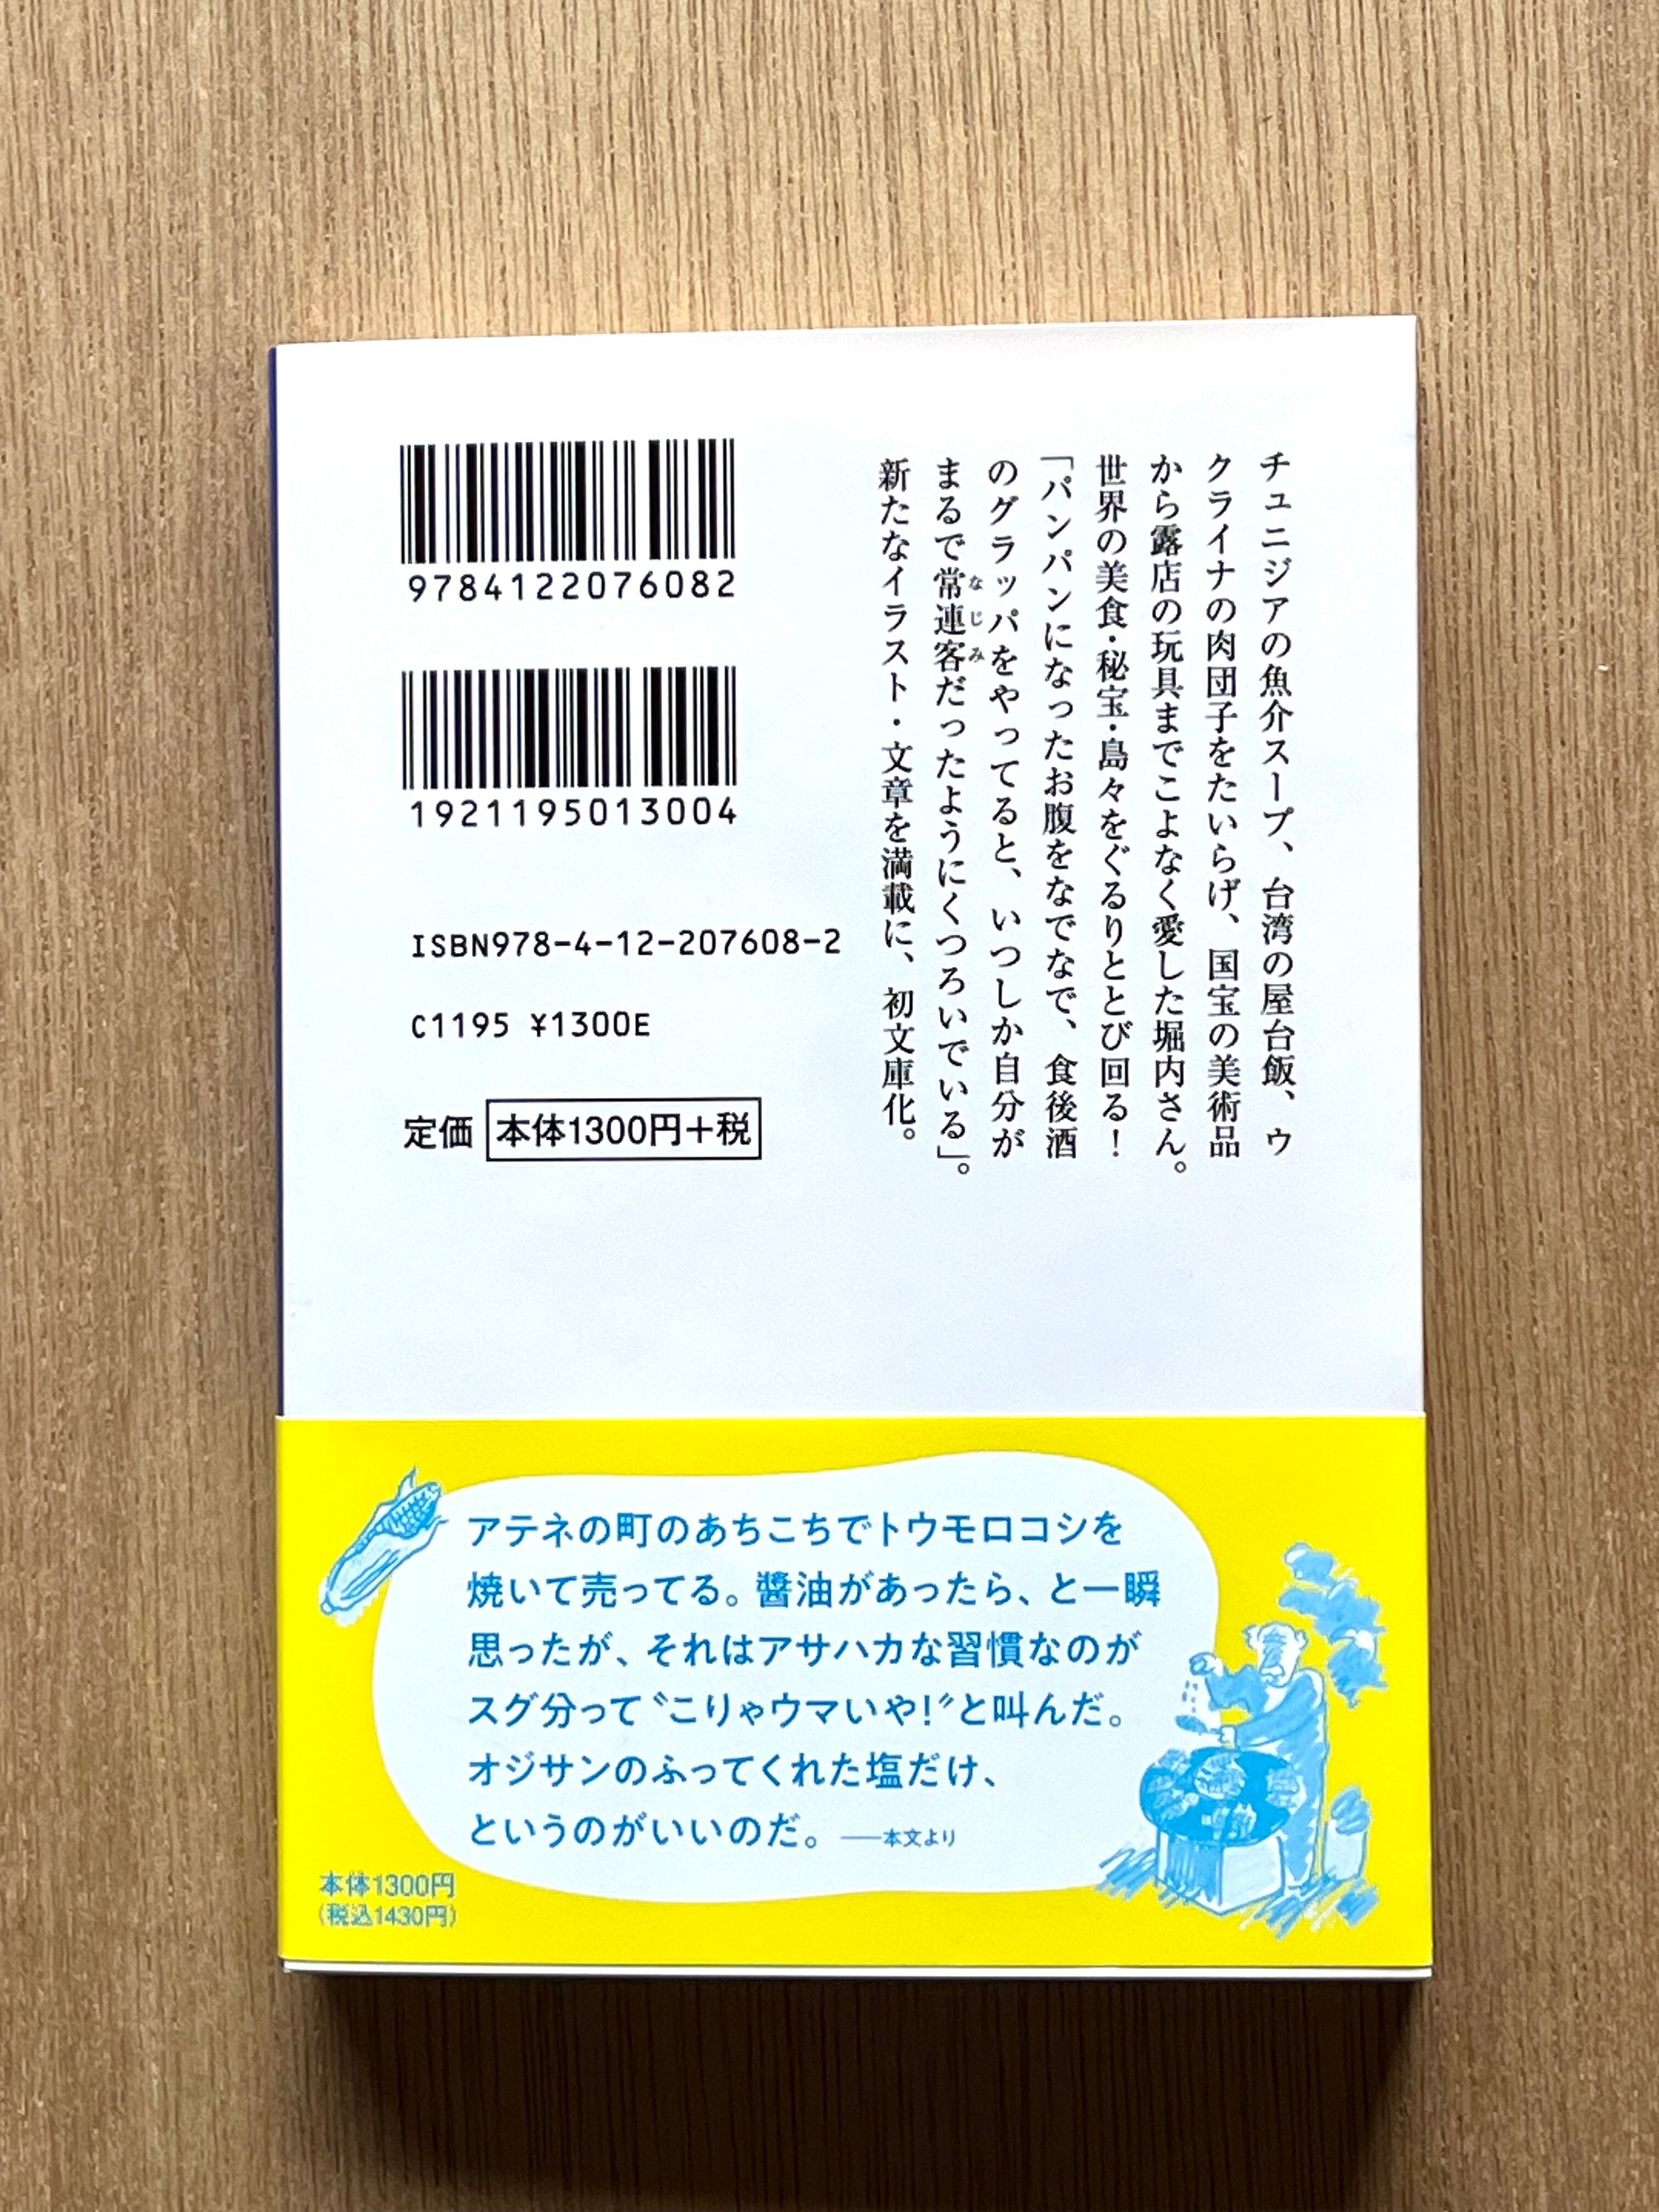 チュニジアの魚介スープ、台湾の屋台飯、ウ
クライナの肉団子をたいらげ、国宝の美術品
から露店の玩具までこよなく愛した堀内さん。
世界の美食・秘宝・島々をぐるりととび回る！
「パンパンになったお腹をなでなで、食後酒
のグラッパをやってると、いつしか自分が
まるで常連客だったようにくつろいでいる」。
なじみ
新たなイラスト・文章を満載に、初文庫化。
9784122076082
1921195013004
ISBN978-4-12-207608-2
C1195 ¥1300E
定価 本体1300円+税
アテネの町のあちこちでトウモロコシを
焼いて売ってる。醬油があったら、と一瞬
思ったが、それはアサハカな習慣なのが
スグ分って〝こりゃウマいや!〟と叫んだ。
オジサンのふってくれた塩だけ、
というのがいいのだ。 ──本文より
本体1300円
(税込1430円)